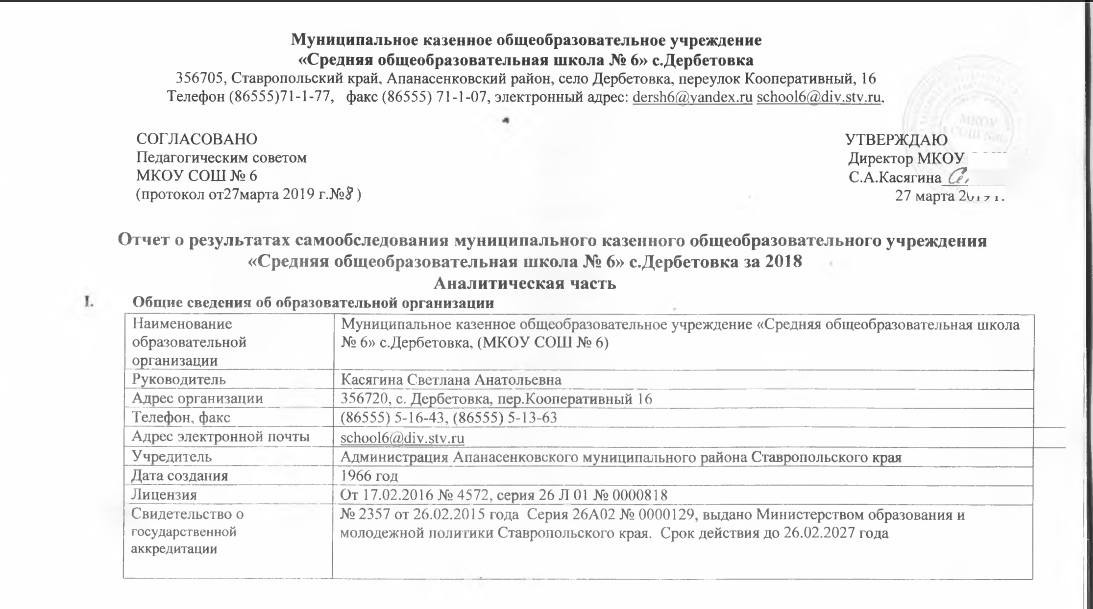 Муниципальное казенное общеобразовательное учреждение
«Средняя общеобразовательная школа № 6» с.Дербетовка
356705, Ставропольский край, Апанасенковский район, село Дербетовка, переулок Кооперативный, 16
Телефон (86555)71-1-77, факс (86555) 71-1-07, электронный адрес: dersh6@yandex.ru school6@div.stv.ru,
СОГЛАСОВАНО
Педагогическим советом
МКОУ СОШ № 6
(протокол от27марта 2019 г.№8 )
УТВЕРЖДАЮ
Директор МКОУ
С.А.Касягина
27 марта 2019 г.
МКОУ
СОШ №6
Отчет о результатах самообследования муниципального казенного общеобразовательного учреждения
«Средняя общеобразовательная школа № 6» с.Дербетовка за 2018
Аналитическая часть
I. Общие сведения об образовательной организации
Наименование
образовательной
организации
Муниципальное казенное общеобразовательное учреждение «Средняя общеобразовательная школа
№ 6» с.Дербетовка, (МКОУ СОШ № 6)
Руководитель
Касягина Светлана Анатольевна
Адрес организации
356720, с. Дербетовка, пер.Кооперативный 16
Телефон, факс
(86555) 5-16-43, (86555) 5-13-63
Адрес электронной почты
school6@div.stv.ru
Учредитель
Администрация Апанасенковского муниципального района Ставропольского края
Дата создания
1966 год
Лицензия
От 17.02.2016 № 4572, серия 26 Л 01 № 0000818
Свидетельство о
государственной
аккредитации
№ 2357 от 26.02.2015 года Серия 26А02 № 0000129, выдано Министерством образования и
молодежной политики Ставропольского края. Срок действия до 26.02.2027 года